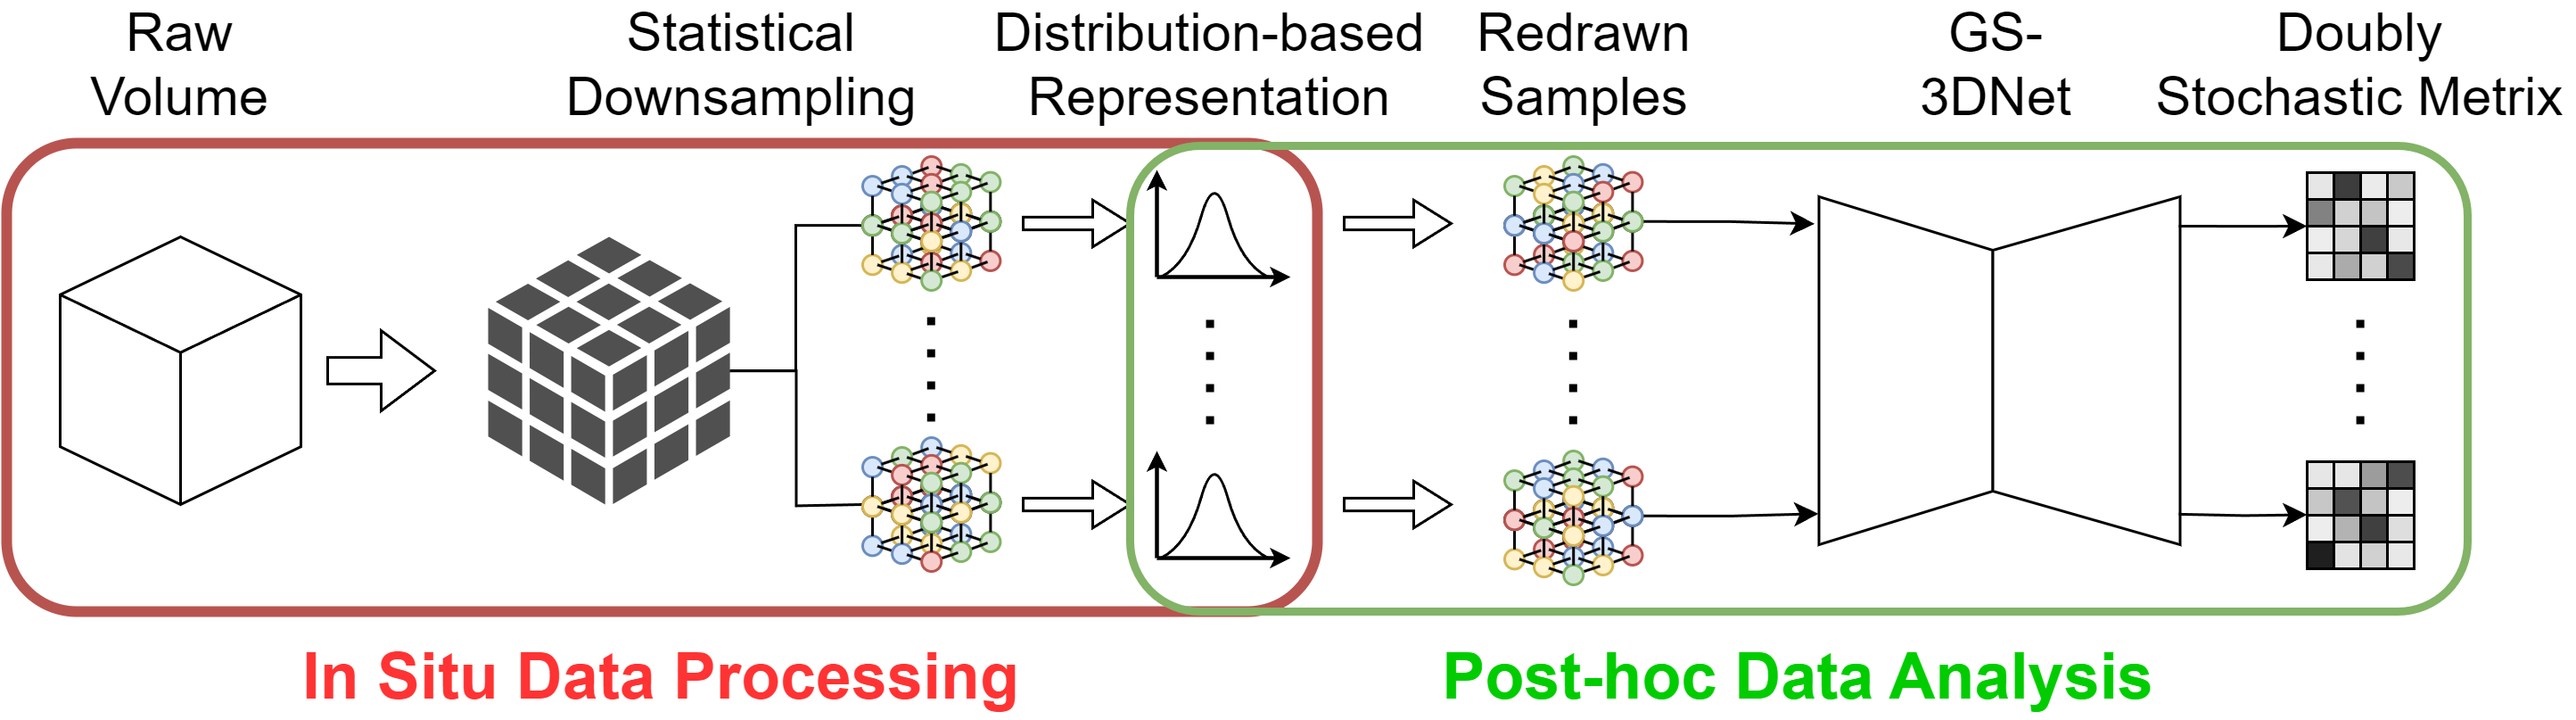 Raw
Volume
Statistical
Downsampling
Distribution-based
Representation
Redrawn
Samples
GS-
3DNet
Doubly
Stochastic Metrix
In Situ Data Processing
Post-hoc Data Analysis